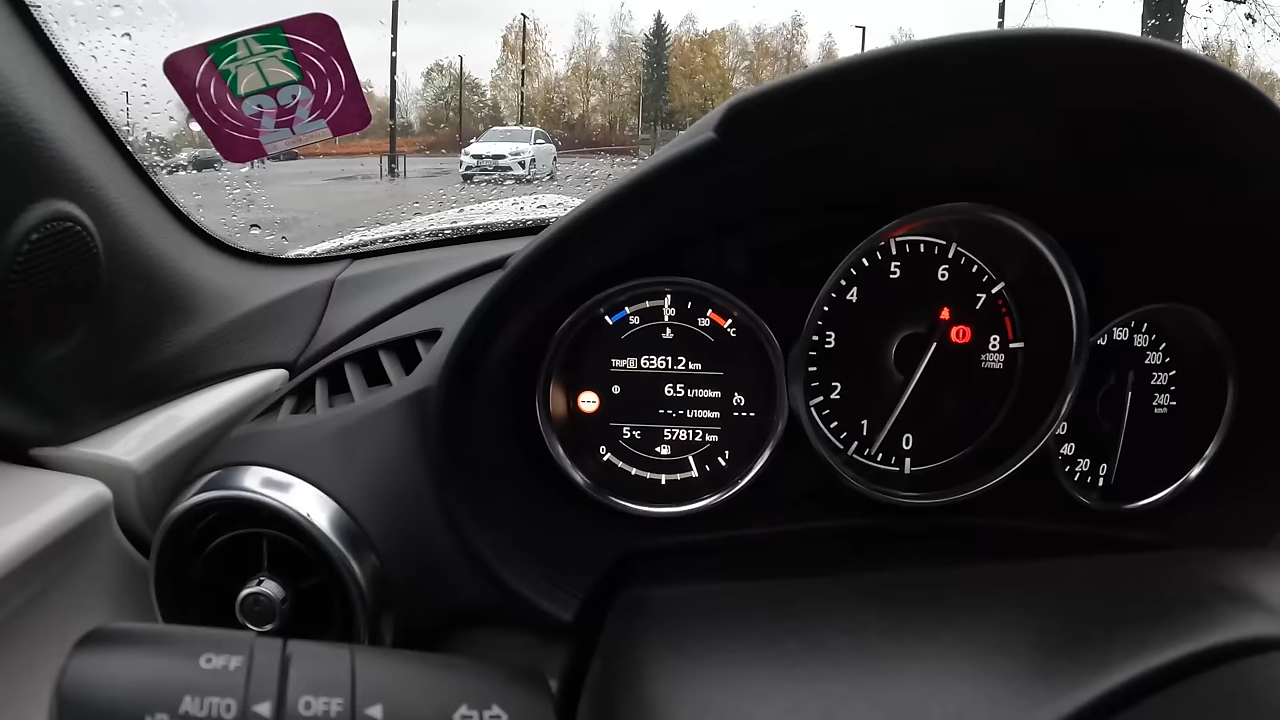 22
50
100
130
°C
TRIP B 6361.2 km
6.5 L/100km
--.- L/100km
---
---
5°C 57812 km
0
1
0
1
2
3
4
5
6
7
8
x1000
r/min
0
20
40
160
180
200
220
240
km/h
OFF
AUTO
OFF